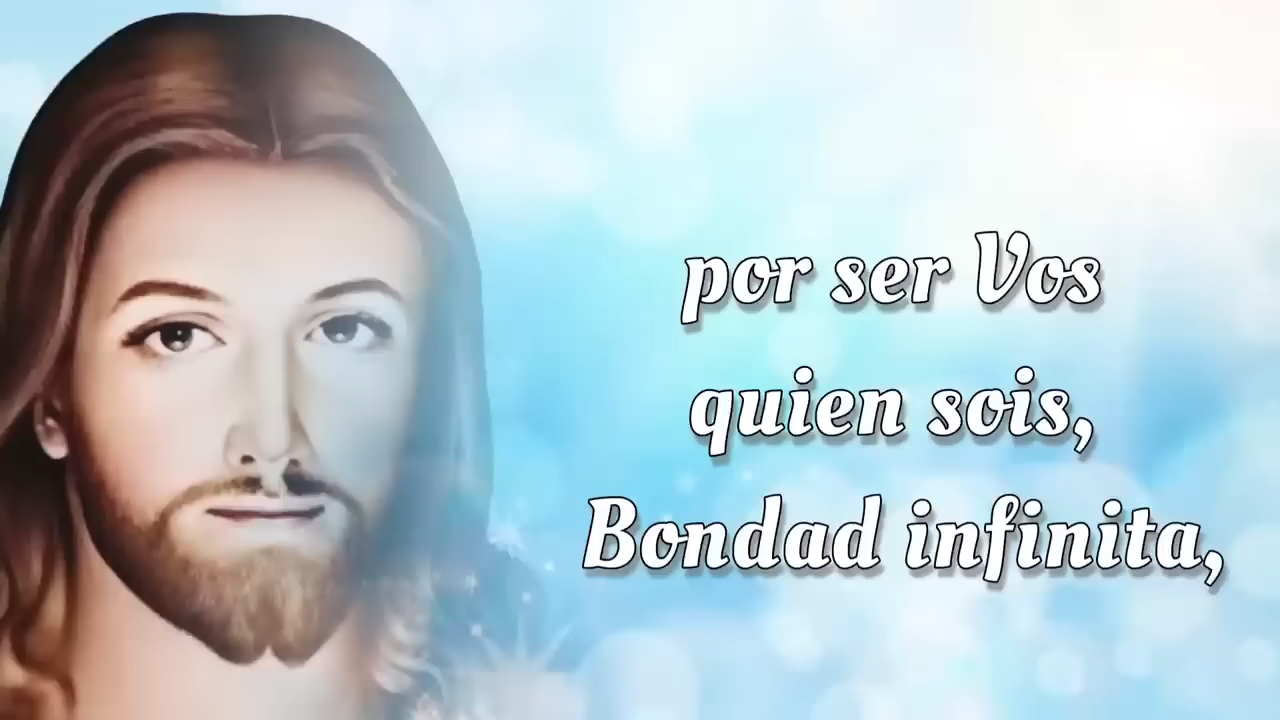 por ser Vos
quien sois,
Bondad infinita,